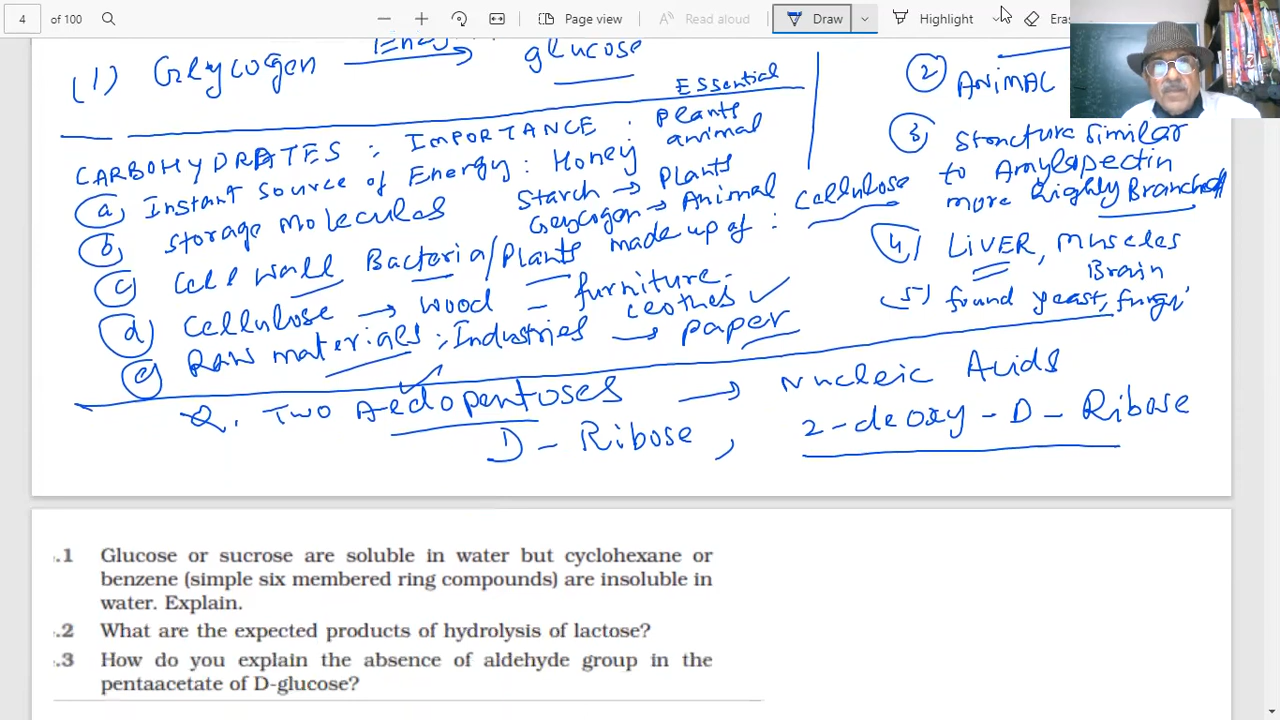 4 of 100 Page view Read aloud Draw Highlight Eras
(1) Glycogen glucose
CARBOHYDRATES : IMPORTANCE : Essential Plants animal
(a) Instant Source of Energy : Honey
(b) Storage Molecules Starch → Plants
Glycogen → Animal
(c) Cell Wall Bacteria/Plants made up of : Cellulose
(d) Cellulose → Wood – furniture
clothes ✓
(e) Raw materials : Industries → paper
(2) ANIMAL
(3) Structure Similar
to Amylopectin
more highly Branched
(4) LIVER, Muscles
Brain
(5) found yeast, fungi
Q. Two Aldopentoses → Nucleic Acids
D – Ribose , 2-deoxy – D – Ribose
.1 Glucose or sucrose are soluble in water but cyclohexane or
benzene (simple six membered ring compounds) are insoluble in
water. Explain.
.2 What are the expected products of hydrolysis of lactose?
.3 How do you explain the absence of aldehyde group in the
pentaacetate of D-glucose?